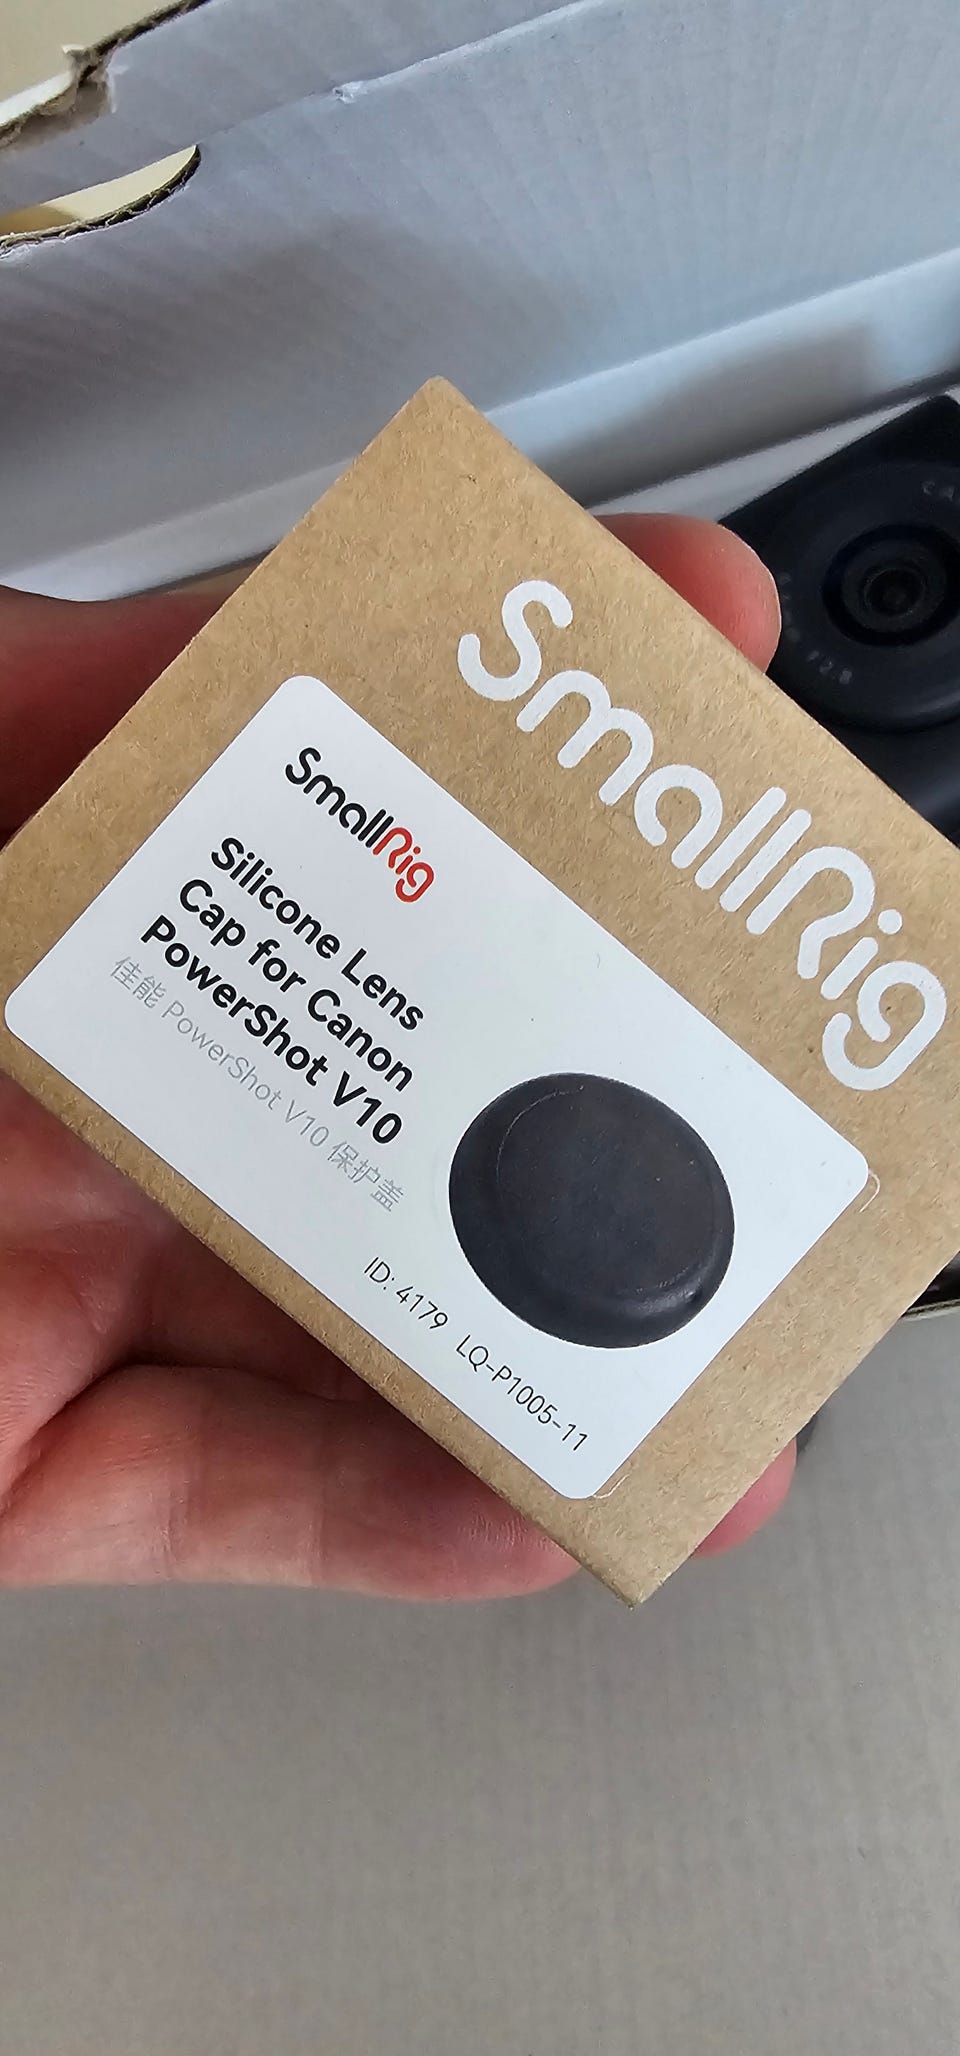 SmallRig
SmallRig
Silicone Lens
Cap for Canon
PowerShot V10
佳能 PowerShot V10 保护盖
ID: 4179 LQ-P1005-11